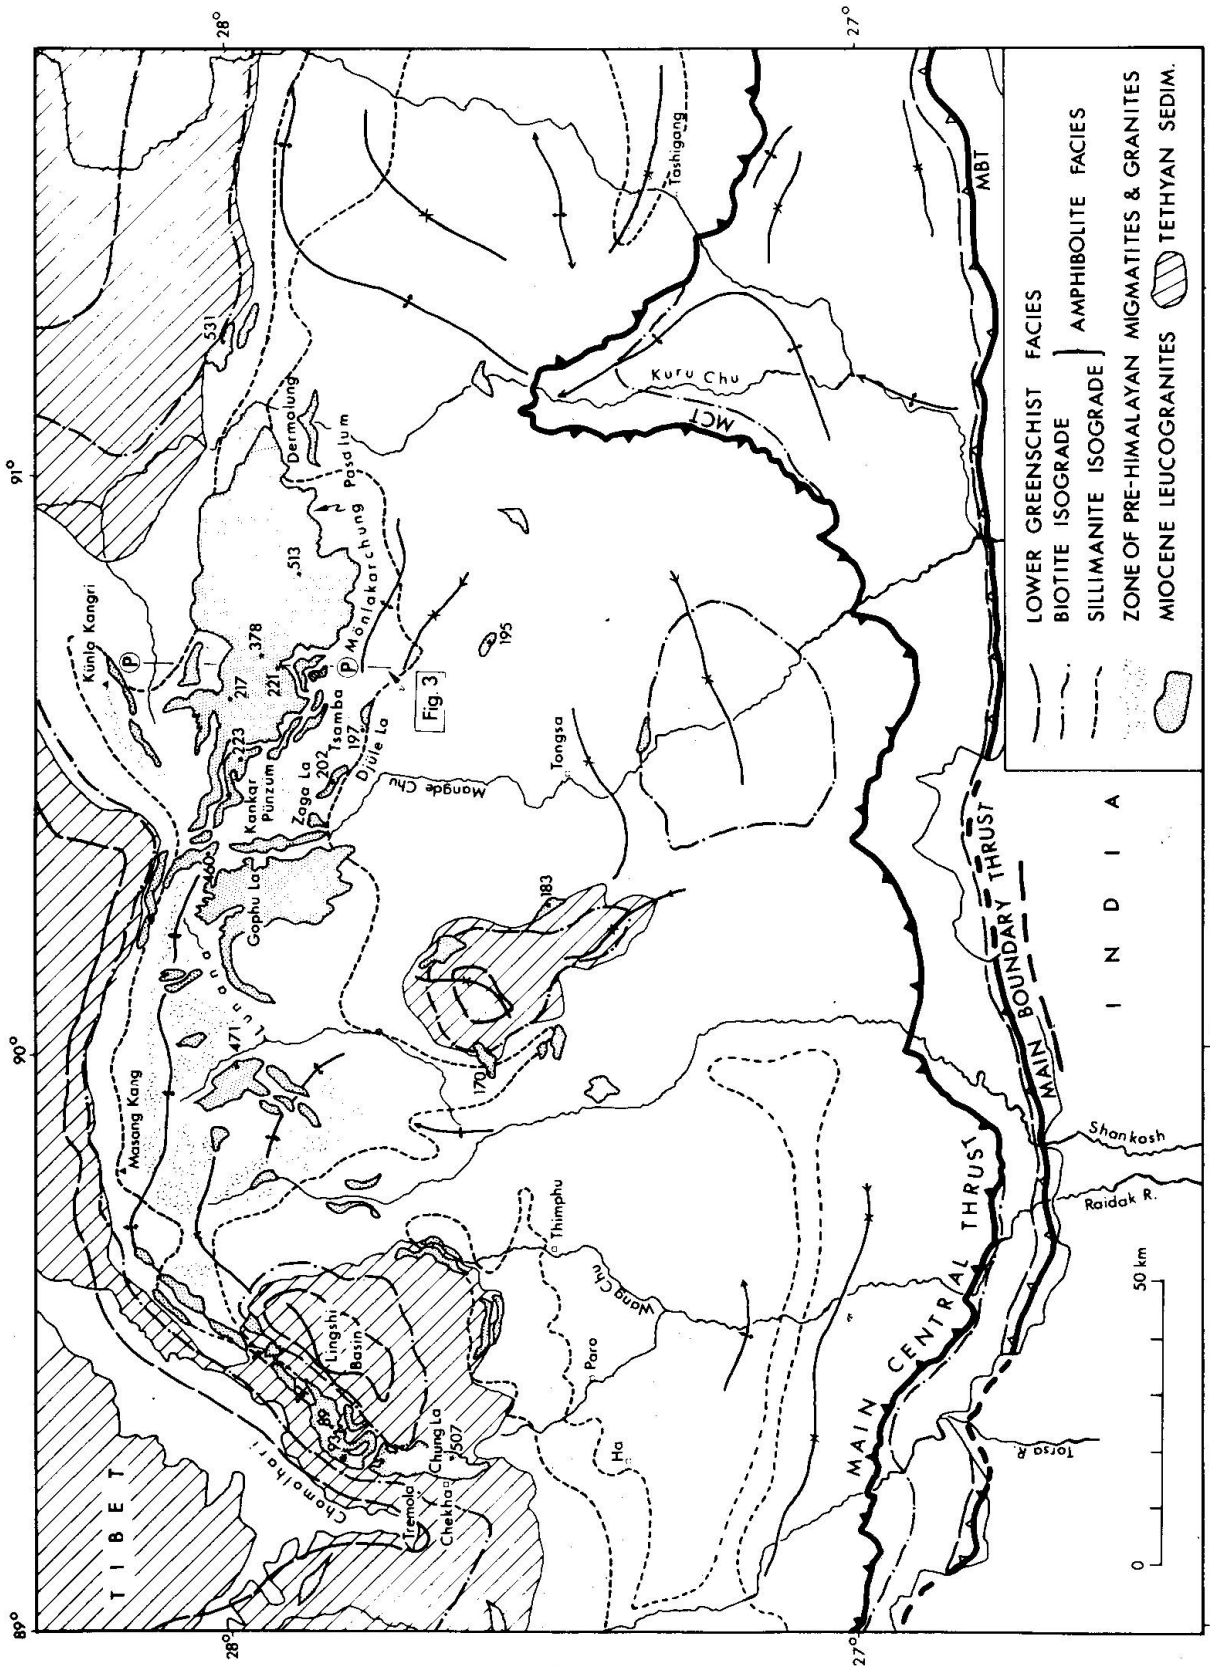 89°
90°
91°
28°
28°
27°
27°
TIBET
Chomolhari
Tremola
Chekha
Chung La
507
93
89
Lingshi
Basin
Masang Kang
Lunana
471
Gophu La
460
Kankar
Pünzum
223
217
378
221
513
531
Künla Kangri
P
P
Mönlakarchung
Pasalum
Dermalung
Zaga La
202
Tsamba
197
Djüle La
Fig. 3
195
Mangde Chu
Tongsa
183
170
Thimphu
Paro
Ha
Wang Chu
Kuru Chu
Tashigang
MCT
MBT
MAIN CENTRAL THRUST
MAIN BOUNDARY THRUST
INDIA
Shankosh
Raidak R.
Torsa R
0
50 km
LOWER GREENSCHIST FACIES
BIOTITE ISOGRADE
SILLIMANITE ISOGRADE } AMPHIBOLITE FACIES
ZONE OF PRE-HIMALAYAN MIGMATITES & GRANITES
MIOCENE LEUCOGRANITES
TETHYAN SEDIM.